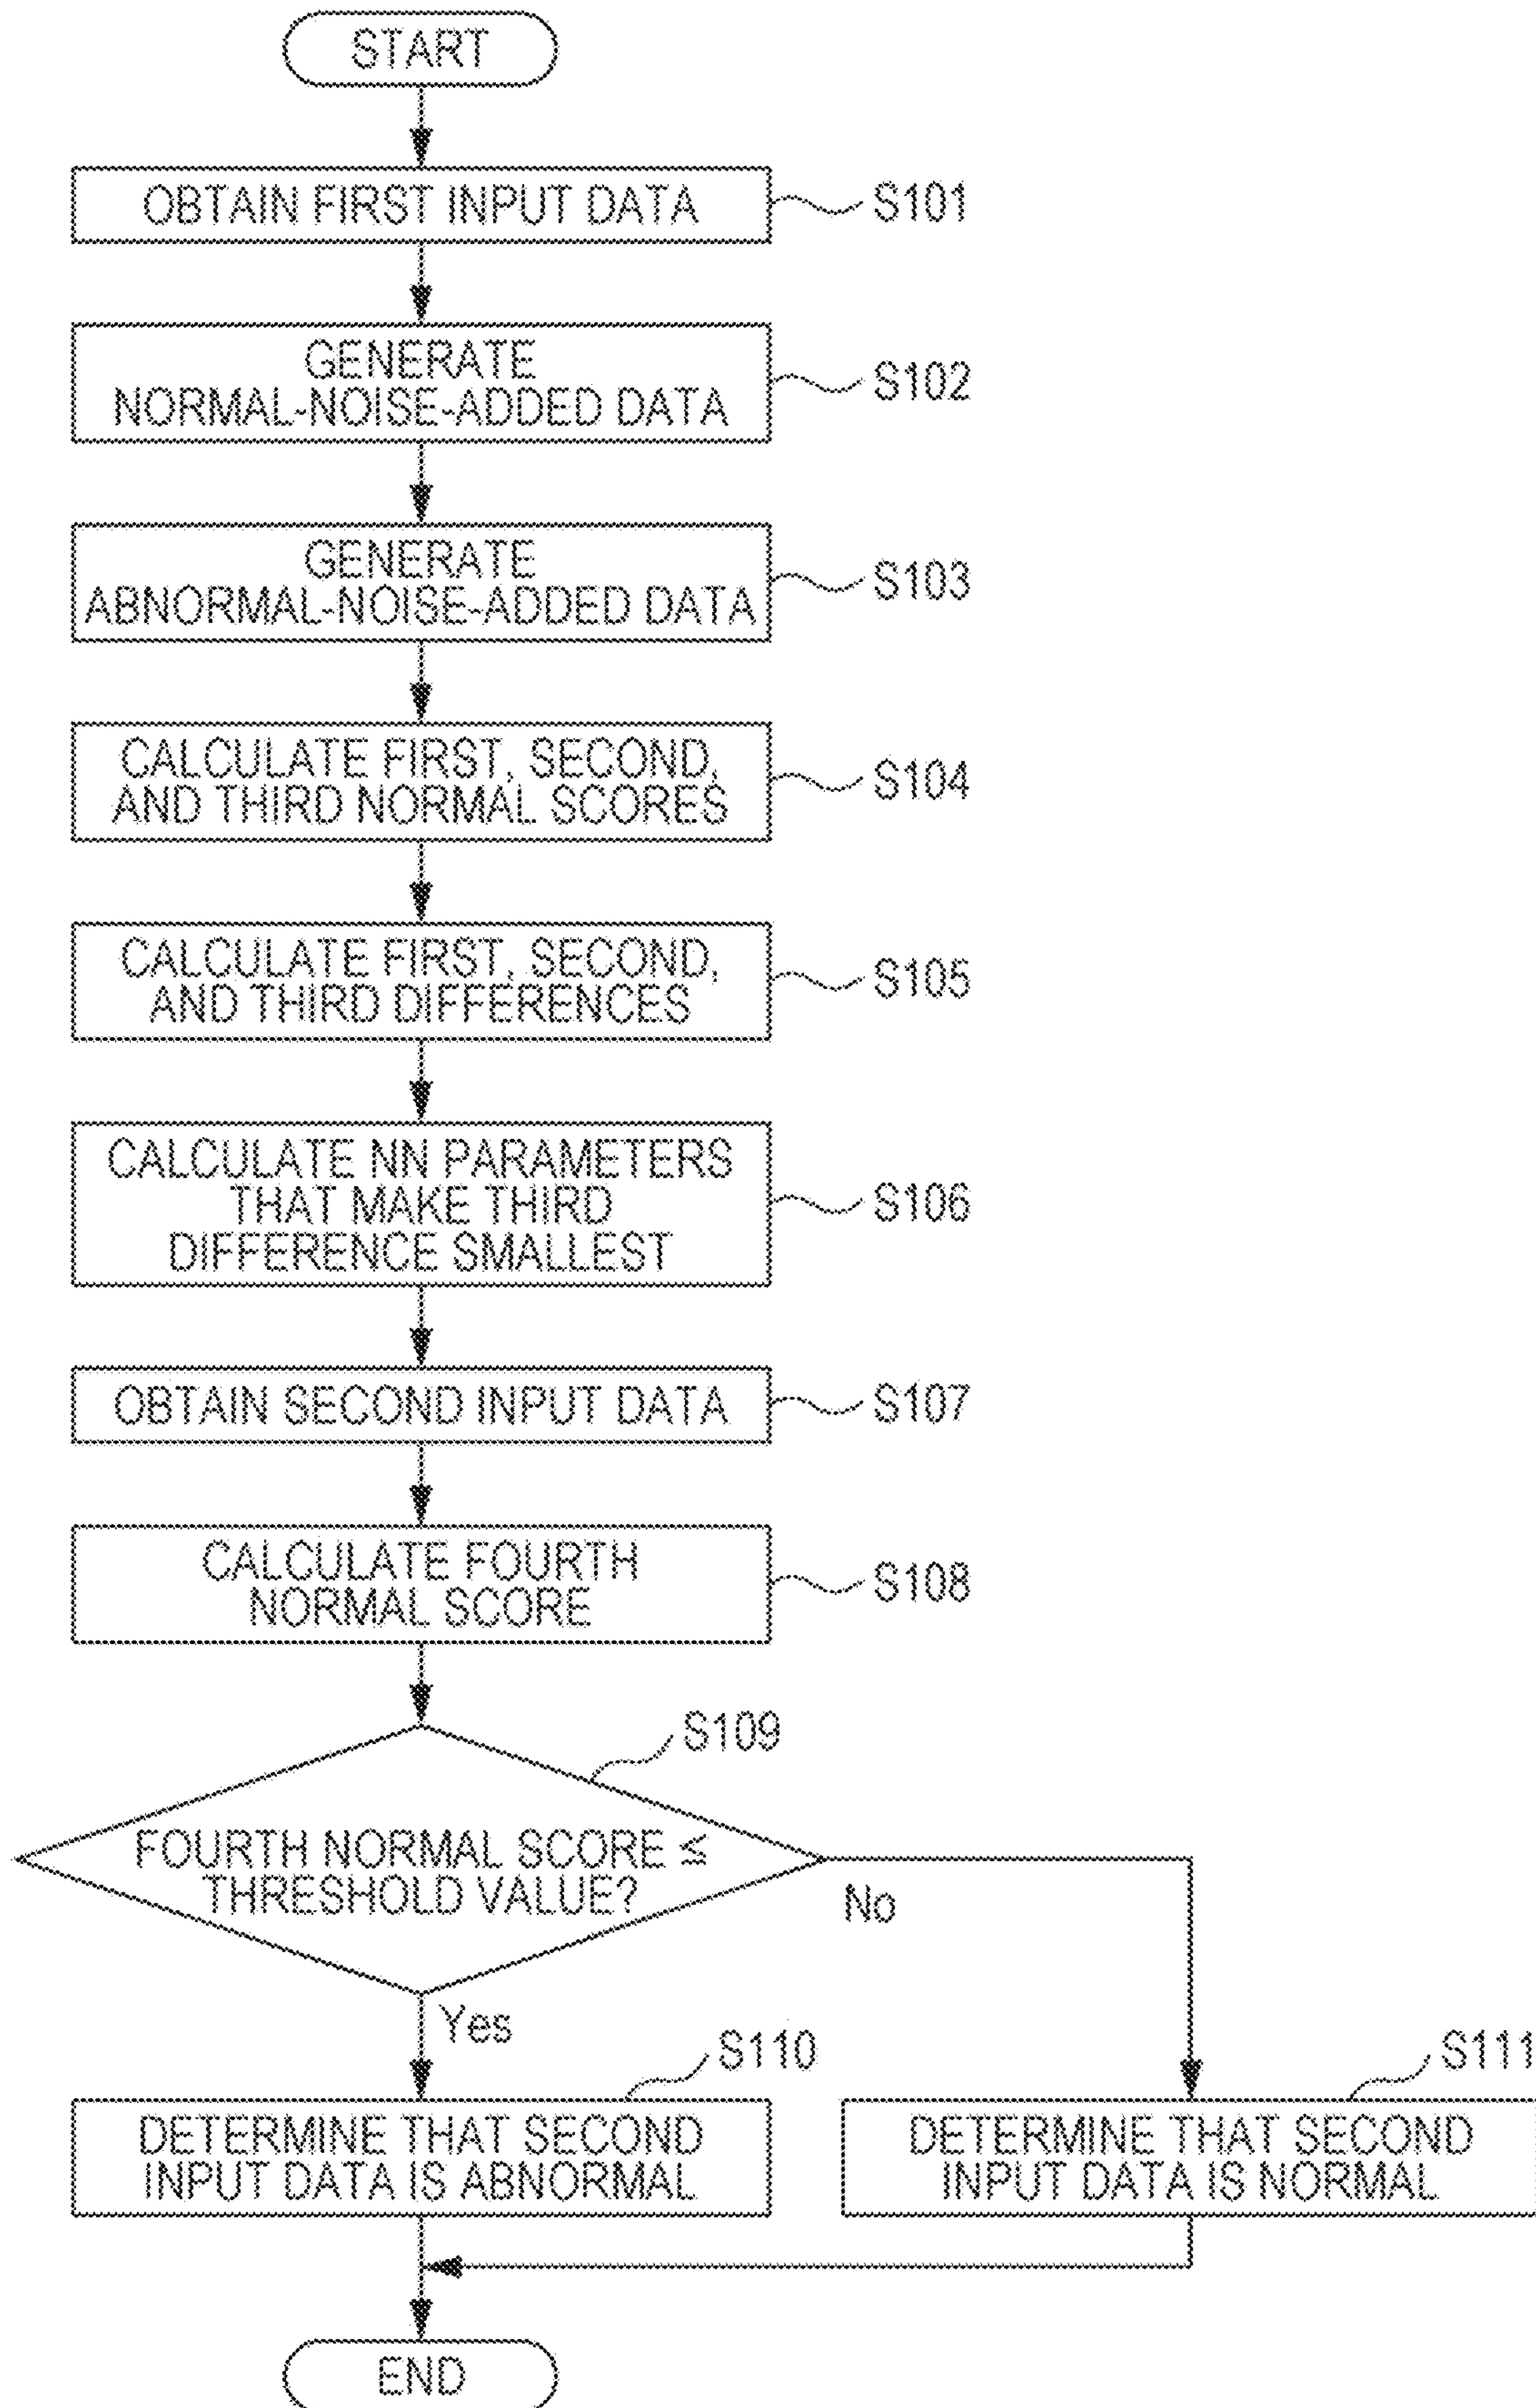 START
OBTAIN FIRST INPUT DATA
S101
GENERATE
NORMAL-NOISE-ADDED DATA
S102
GENERATE
ABNORMAL-NOISE-ADDED DATA
S103
CALCULATE FIRST, SECOND,
AND THIRD NORMAL SCORES
S104
CALCULATE FIRST, SECOND,
AND THIRD DIFFERENCES
S105
CALCULATE NN PARAMETERS
THAT MAKE THIRD
DIFFERENCE SMALLEST
S106
OBTAIN SECOND INPUT DATA
S107
CALCULATE FOURTH
NORMAL SCORE
S108
S109
FOURTH NORMAL SCORE ≦
THRESHOLD VALUE?
No
Yes
S110
DETERMINE THAT SECOND
INPUT DATA IS ABNORMAL
S111
DETERMINE THAT SECOND
INPUT DATA IS NORMAL
END